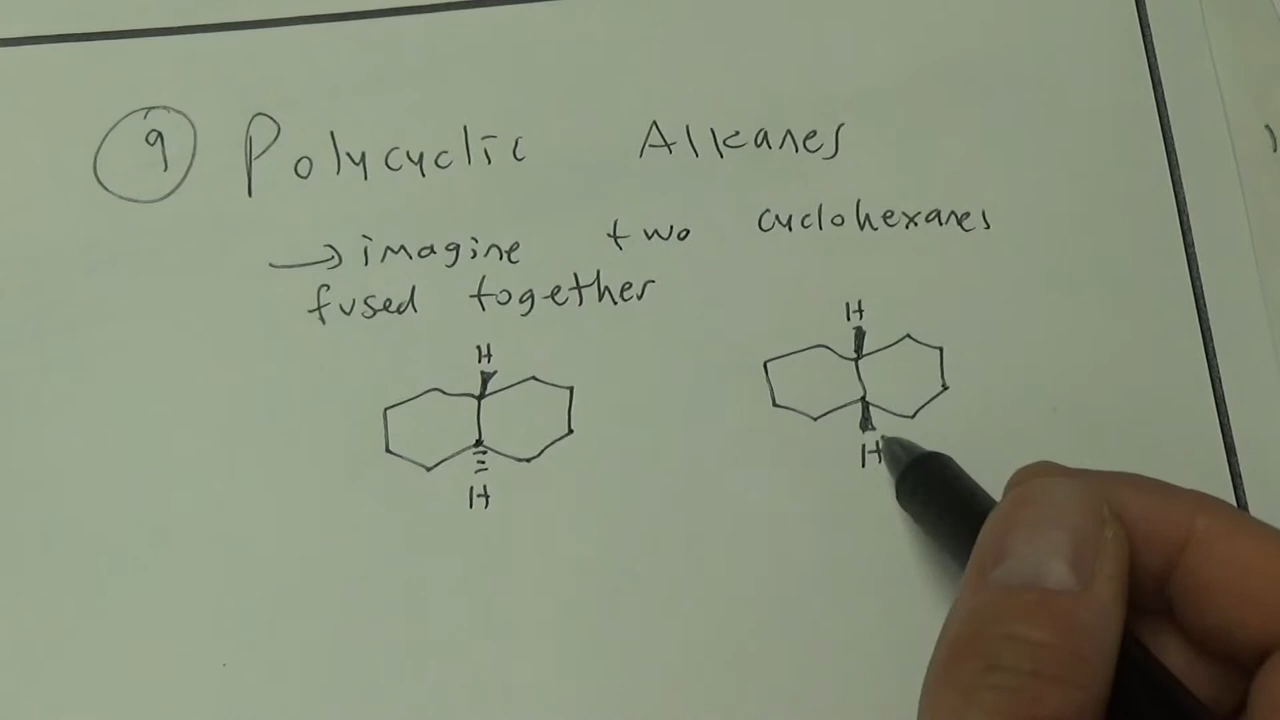 9 Polycyclic Alkanes
→ imagine two cyclohexanes
fused together
H H
H H